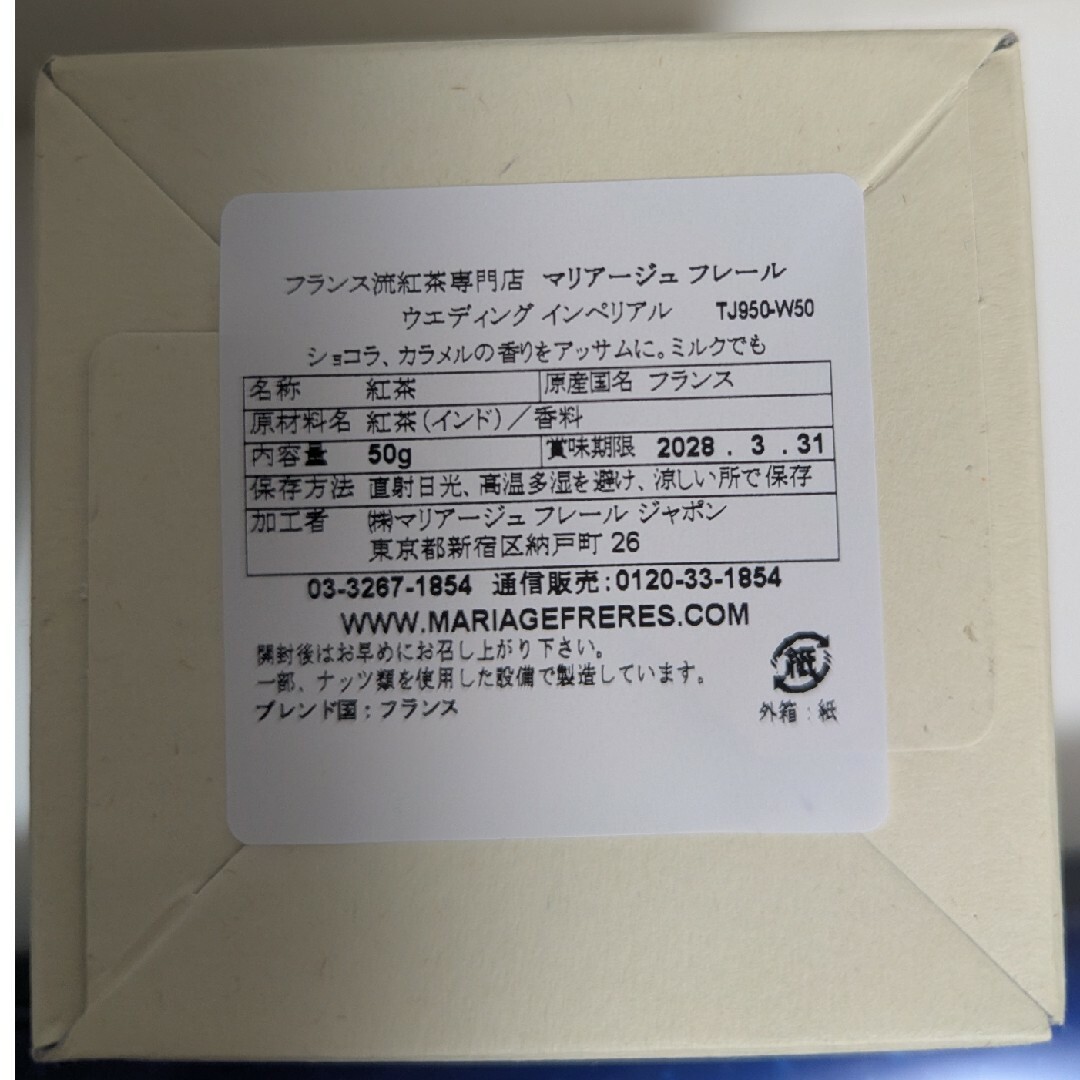 フランス流紅茶専門店 マリアージュ フレール
ウエディング インペリアル TJ950-W50
ショコラ、カラメルの香りをアッサムに。ミルクでも
名称 紅茶 原産国名 フランス
原材料名 紅茶(インド)/香料
内容量 50g 賞味期限 2028 . 3 . 31
保存方法 直射日光、高温多湿を避け、涼しい所で保存
加工者 ㈱マリアージュ フレール ジャポン
東京都新宿区納戸町 26
03-3267-1854 通信販売:0120-33-1854
WWW.MARIAGEFRERES.COM
開封後はお早めにお召し上がり下さい。
一部、ナッツ類を使用した設備で製造しています。
ブレンド国:フランス
紙
外箱:紙